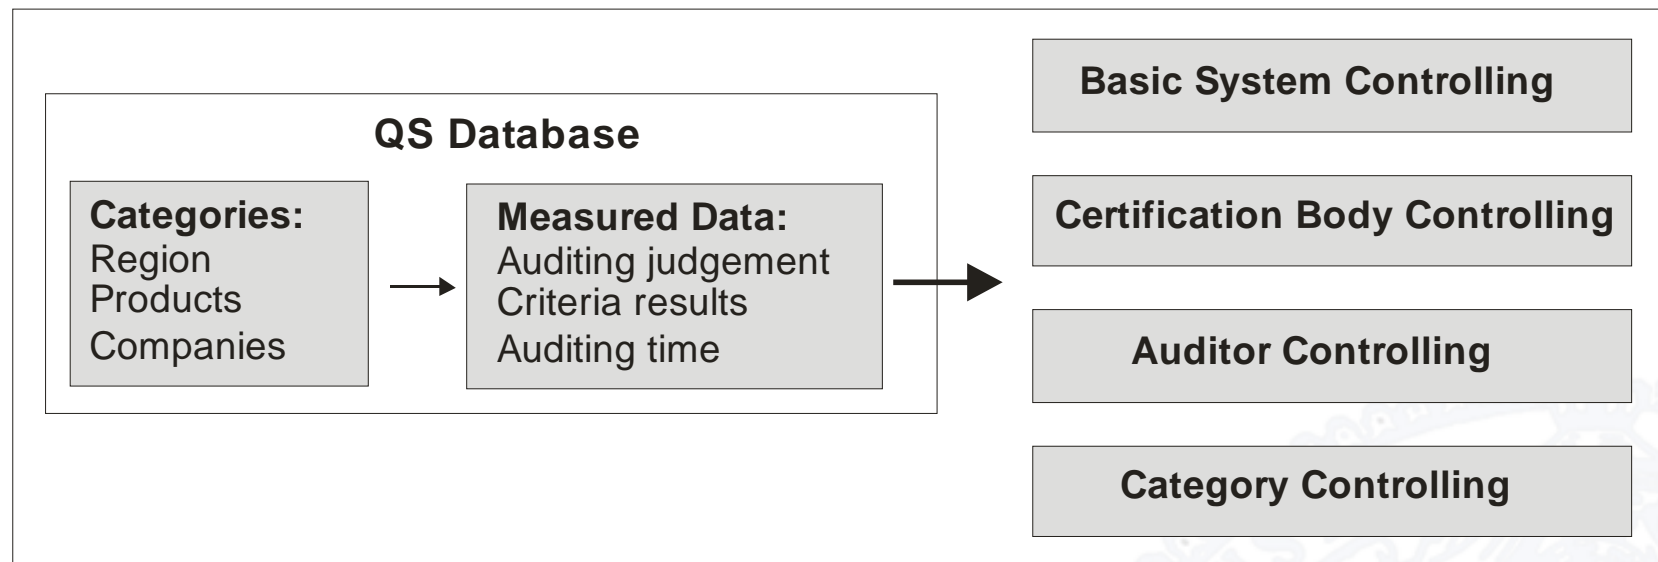 QS Database
Categories:
Region
Products
Companies
Measured Data:
Auditing judgement
Criteria results
Auditing time
Basic System Controlling
Certification Body Controlling
Auditor Controlling
Category Controlling